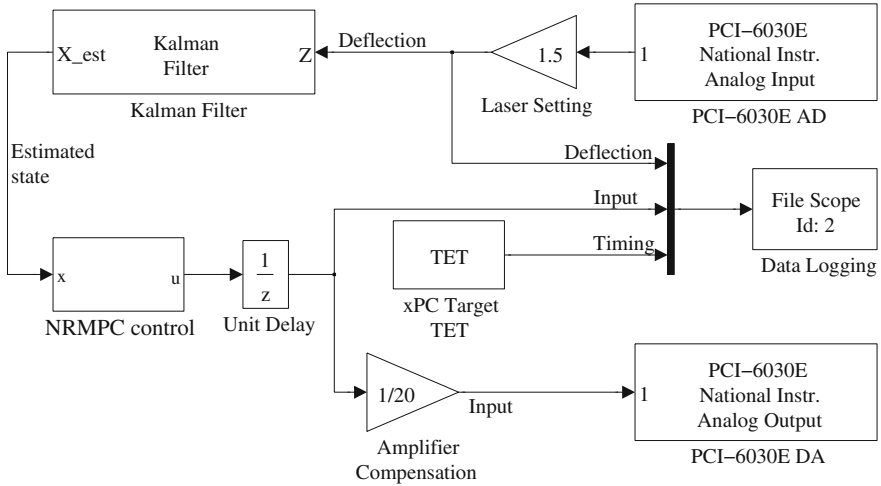 X_est
Kalman
Filter
Z
Kalman Filter
Deflection
1.5
Laser Setting
1
PCI−6030E
National Instr.
Analog Input
PCI−6030E AD
Estimated
state
Deflection
Input
Timing
TET
xPC Target
TET
File Scope
Id: 2
Data Logging
x
u
NRMPC control
1
z
Unit Delay
1/20
Amplifier
Compensation
Input
1
PCI−6030E
National Instr.
Analog Output
PCI−6030E DA